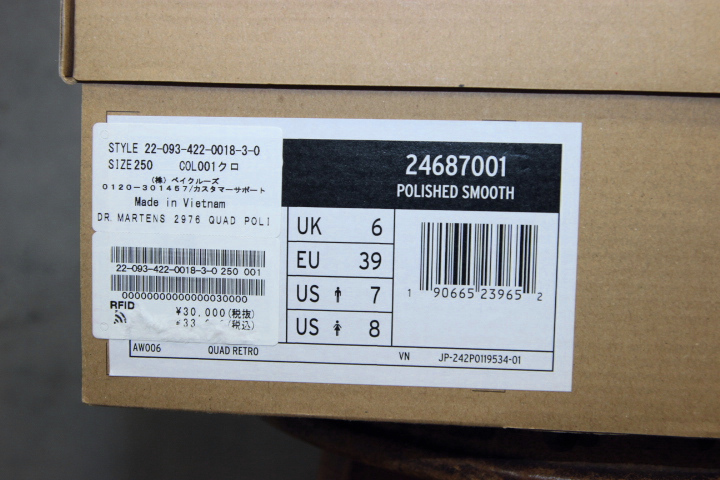 STYLE 22-093-422-0018-3-0
SIZE250 COL001クロ
(株) ベイクルーズ
0120-301457/カスタマーサポート
Made in Vietnam
DR. MARTENS 2976 QUAD POLI
22-093-422-0018-3-0 250 001
00000000000000030000
RFID
¥30,000(税抜)
¥33 (税込)
24687001
POLISHED SMOOTH
UK 6
EU 39
US 7
US 8
1 90665 23965 2
AW006 QUAD RETRO VN JP-242P0119534-01